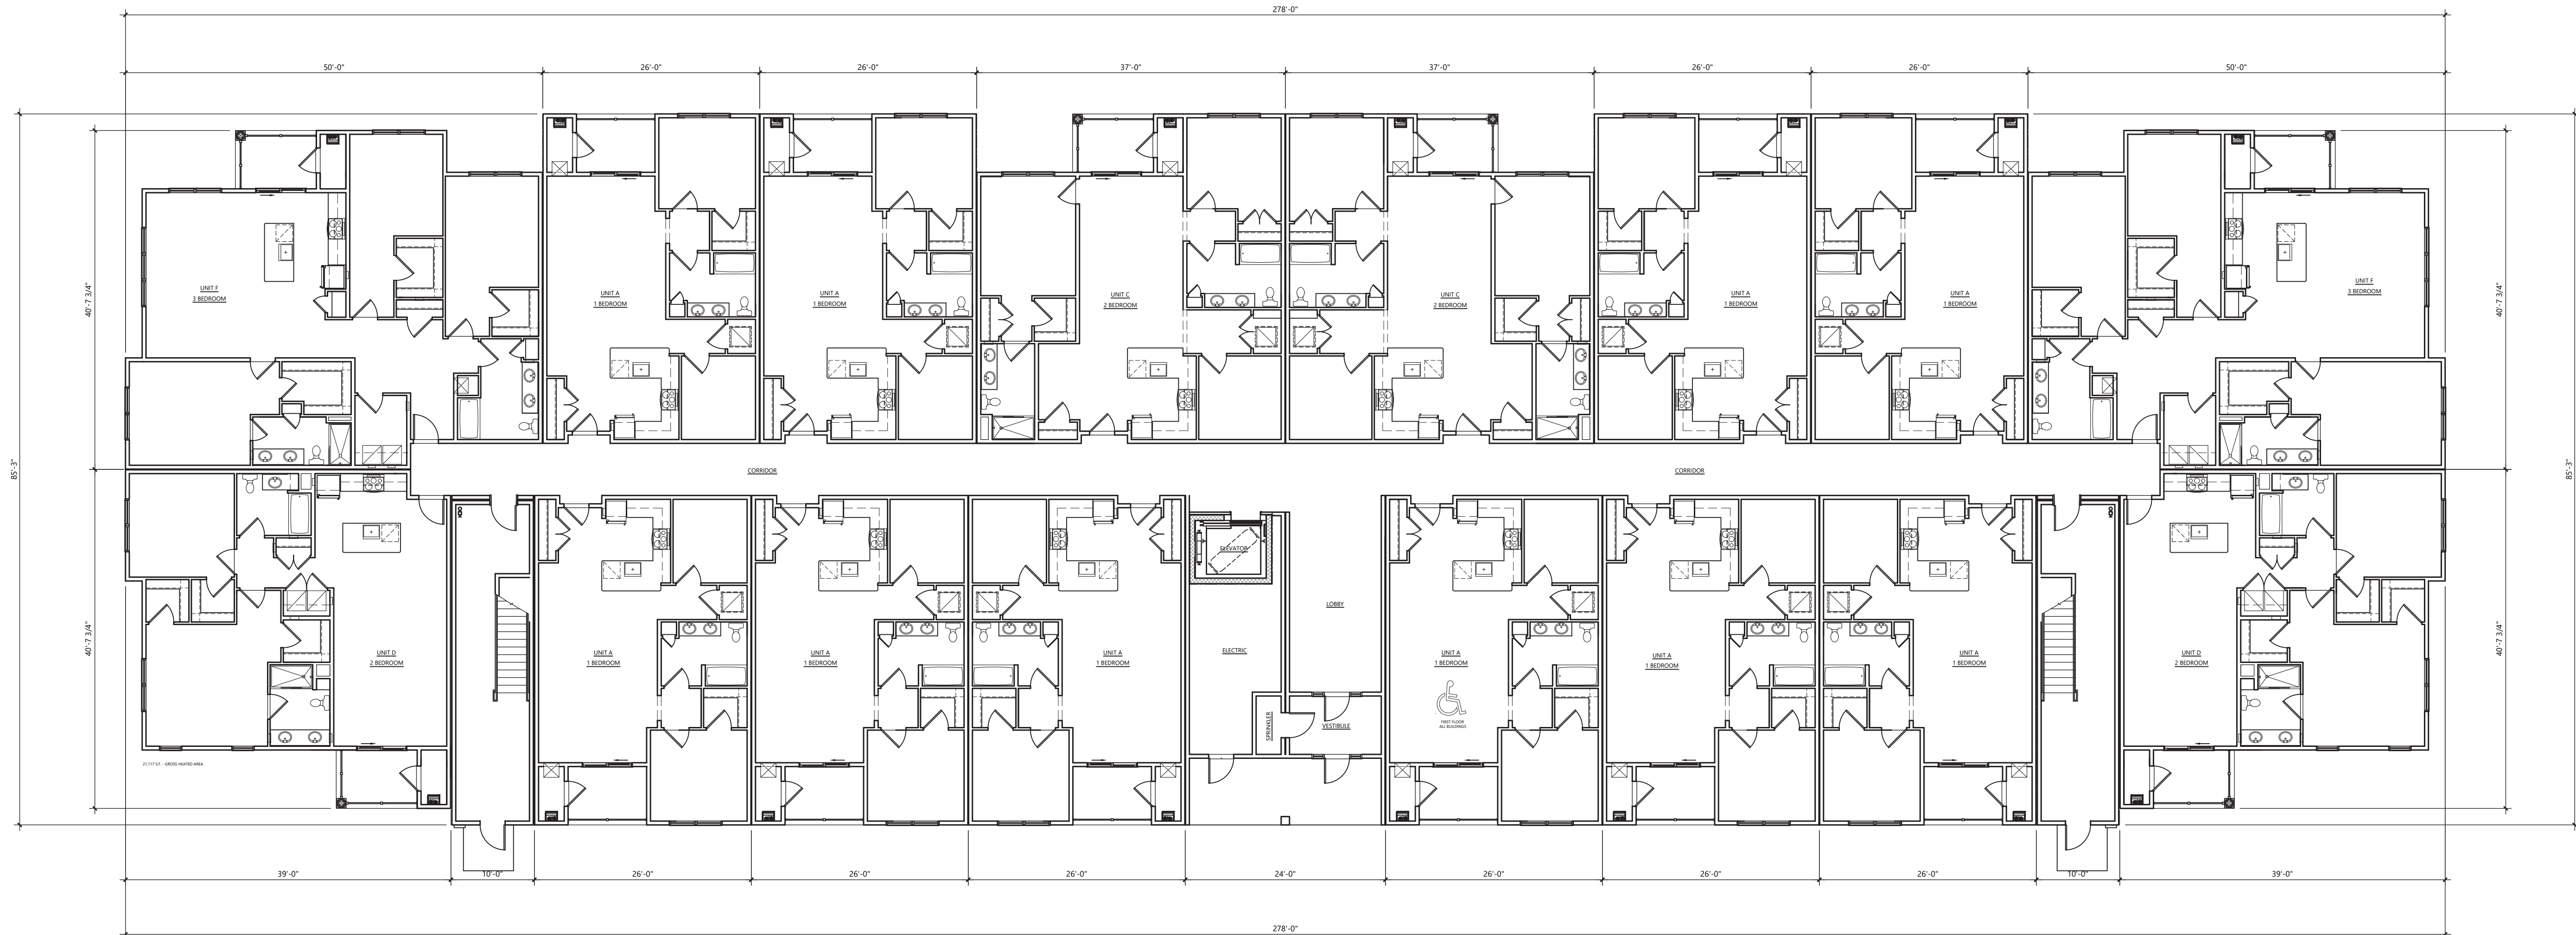 278'-0"
50'-0" 26'-0" 26'-0" 37'-0" 37'-0" 26'-0" 26'-0" 50'-0"
85'-3"
40'-7 3/4"
40'-7 3/4"
UNIT F
3 BEDROOM
UNIT A
1 BEDROOM
UNIT A
1 BEDROOM
UNIT C
2 BEDROOM
UNIT C
2 BEDROOM
UNIT A
1 BEDROOM
UNIT A
1 BEDROOM
UNIT F
3 BEDROOM
40'-7 3/4"
85'-3"
CORRIDOR
CORRIDOR
UNIT D
2 BEDROOM
UNIT A
1 BEDROOM
UNIT A
1 BEDROOM
UNIT A
1 BEDROOM
ELEVATOR
ELECTRIC
LOBBY
SPRINKLER
VESTIBULE
UNIT A
1 BEDROOM
FIRST FLOOR
ALL BUILDINGS
UNIT A
1 BEDROOM
UNIT A
1 BEDROOM
UNIT D
2 BEDROOM
40'-7 3/4"
21,117 S.F. - GROSS HEATED AREA
39'-0" 10'-0" 26'-0" 26'-0" 26'-0" 24'-0" 26'-0" 26'-0" 26'-0" 10'-0" 39'-0"
278'-0"